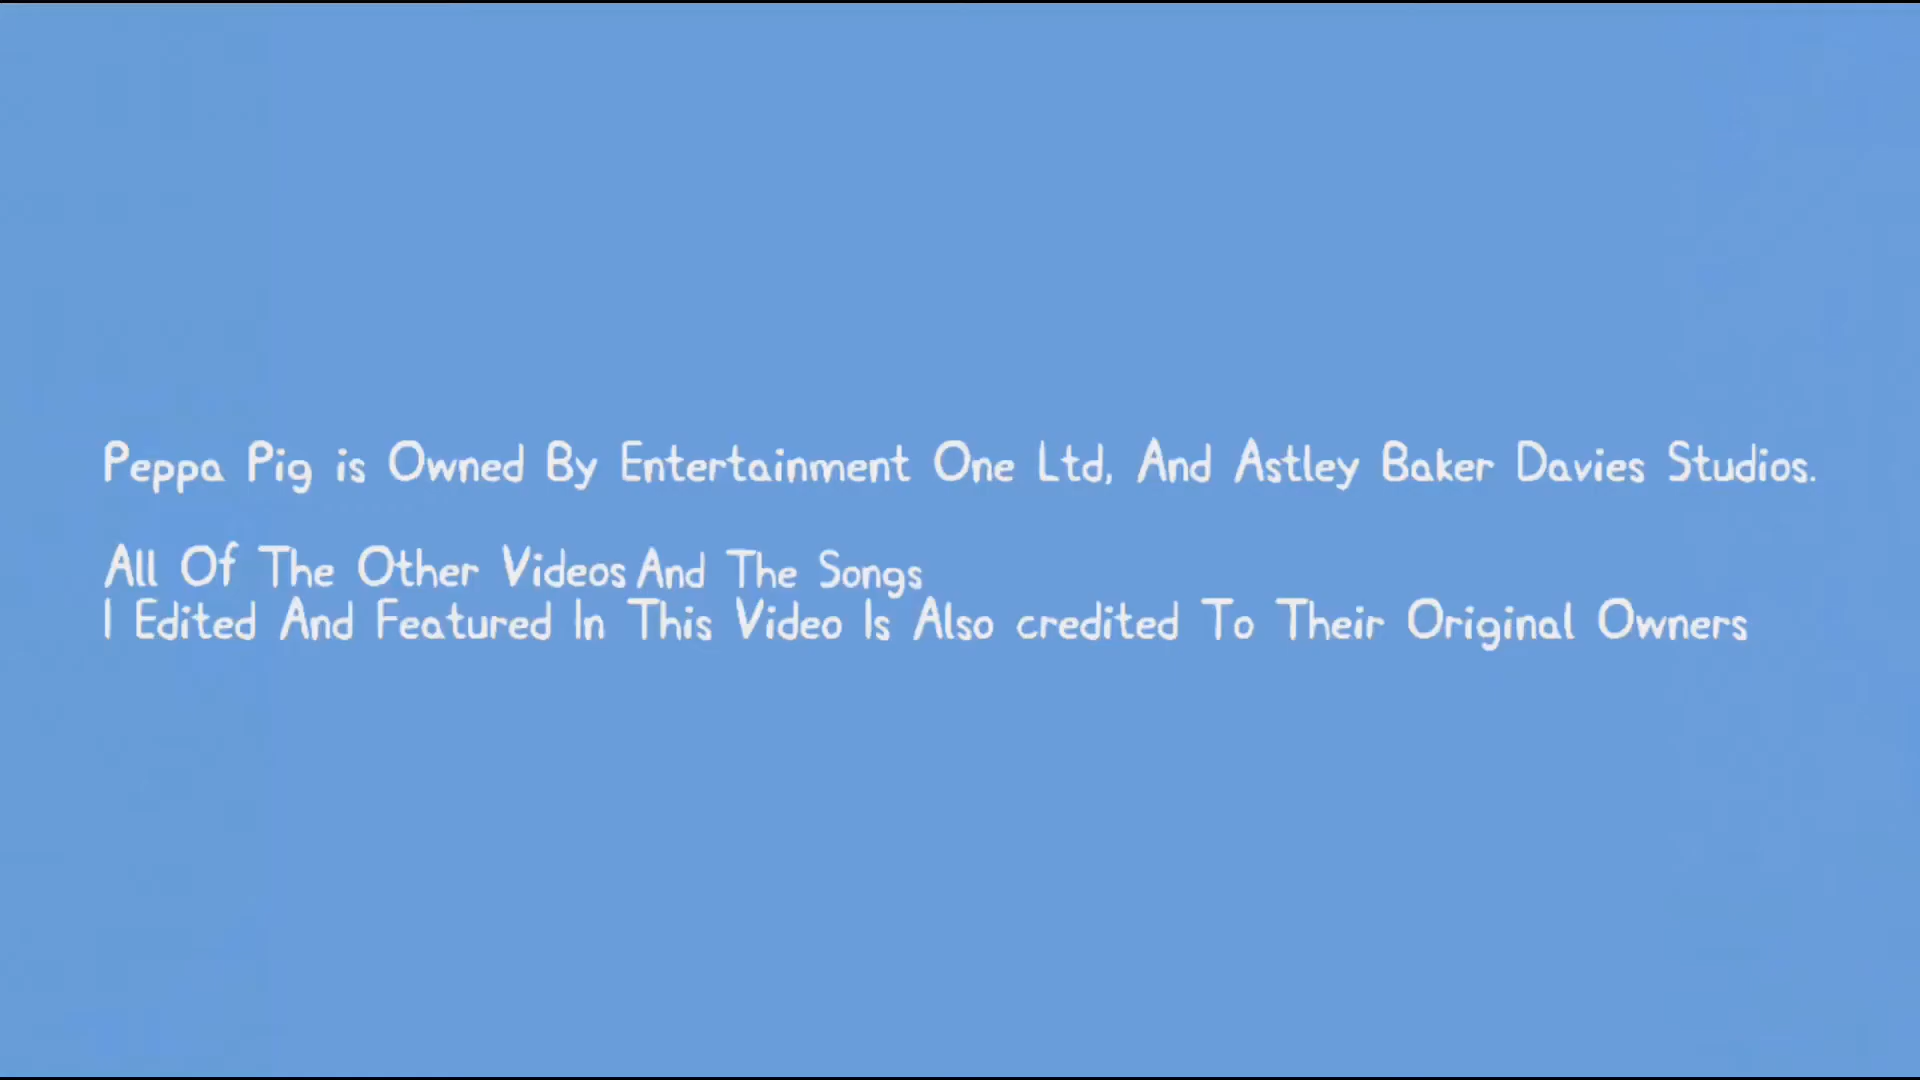 Peppa Pig is Owned By Entertainment One Ltd, And Astley Baker Davies Studios.
All Of The Other Videos And The Songs
I Edited And Featured In This Video Is Also credited To Their Original Owners